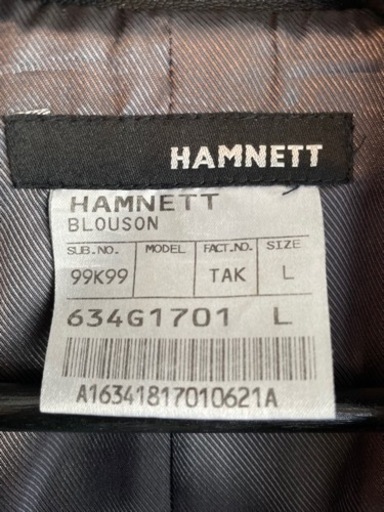 HAMNETT
HAMNETT
BLOUSON
SUB.NO. MODEL FACT.NO. SIZE
99K99 TAK L
634G1701 L
A16341817010621A